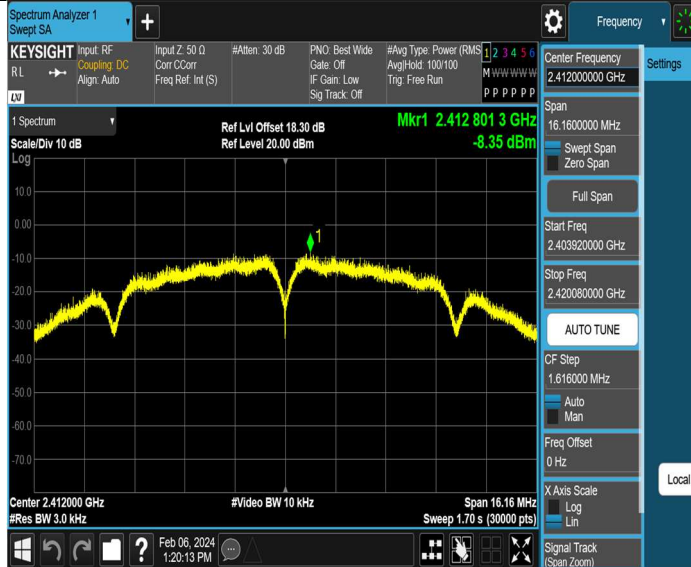 Spectrum Analyzer 1
Swept SA
+
Frequency
KEYSIGHT
RL
LXI
Input: RF
Coupling: DC
Align: Auto
Input Z: 50 Ω
Corr CCorr
Freq Ref: Int (S)
#Atten: 30 dB
PNO: Best Wide
Gate: Off
IF Gain: Low
Sig Track: Off
#Avg Type: Power (RMS
Avg|Hold: 100/100
Trig: Free Run
1 2 3 4 5 6
M W W W W W
P P P P P P
1 Spectrum
Scale/Div 10 dB
Ref Lvl Offset 18.30 dB
Ref Level 20.00 dBm
Mkr1 2.412 801 3 GHz
-8.35 dBm
Log
10.0
0.00
-10.0
-20.0
-30.0
-40.0
-50.0
-60.0
-70.0
1
Center 2.412000 GHz
#Res BW 3.0 kHz
#Video BW 10 kHz
Span 16.16 MHz
Sweep 1.70 s (30000 pts)
Center Frequency
2.412000000 GHz
Span
16.1600000 MHz
Swept Span
Zero Span
Full Span
Start Freq
2.403920000 GHz
Stop Freq
2.420080000 GHz
AUTO TUNE
CF Step
1.616000 MHz
Auto
Man
Freq Offset
0 Hz
X Axis Scale
Log
Lin
Signal Track
(Span Zoom)
Settings
Local
?
Feb 06, 2024
1:20:13 PM